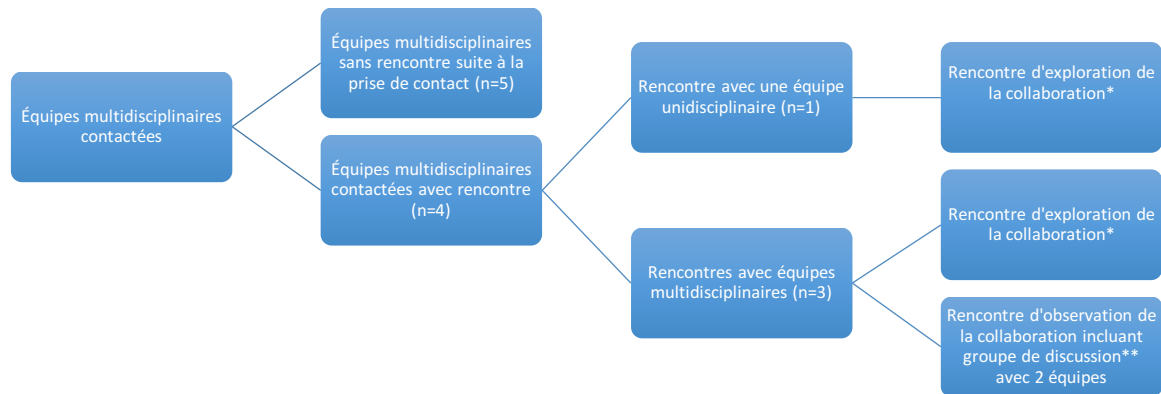 Équipes multidisciplinaires
contactées
Équipes multidisciplinaires
sans rencontre suite à la
prise de contact (n=5)
Équipes multidisciplinaires
contactées avec rencontre
(n=4)
Rencontre avec une équipe
unidisciplinaire (n=1)
Rencontres avec équipes
multidisciplinaires (n=3)
Rencontre d'exploration de
la collaboration*
Rencontre d'exploration de
la collaboration*
Rencontre d'observation de
la collaboration incluant
groupe de discussion**
avec 2 équipes